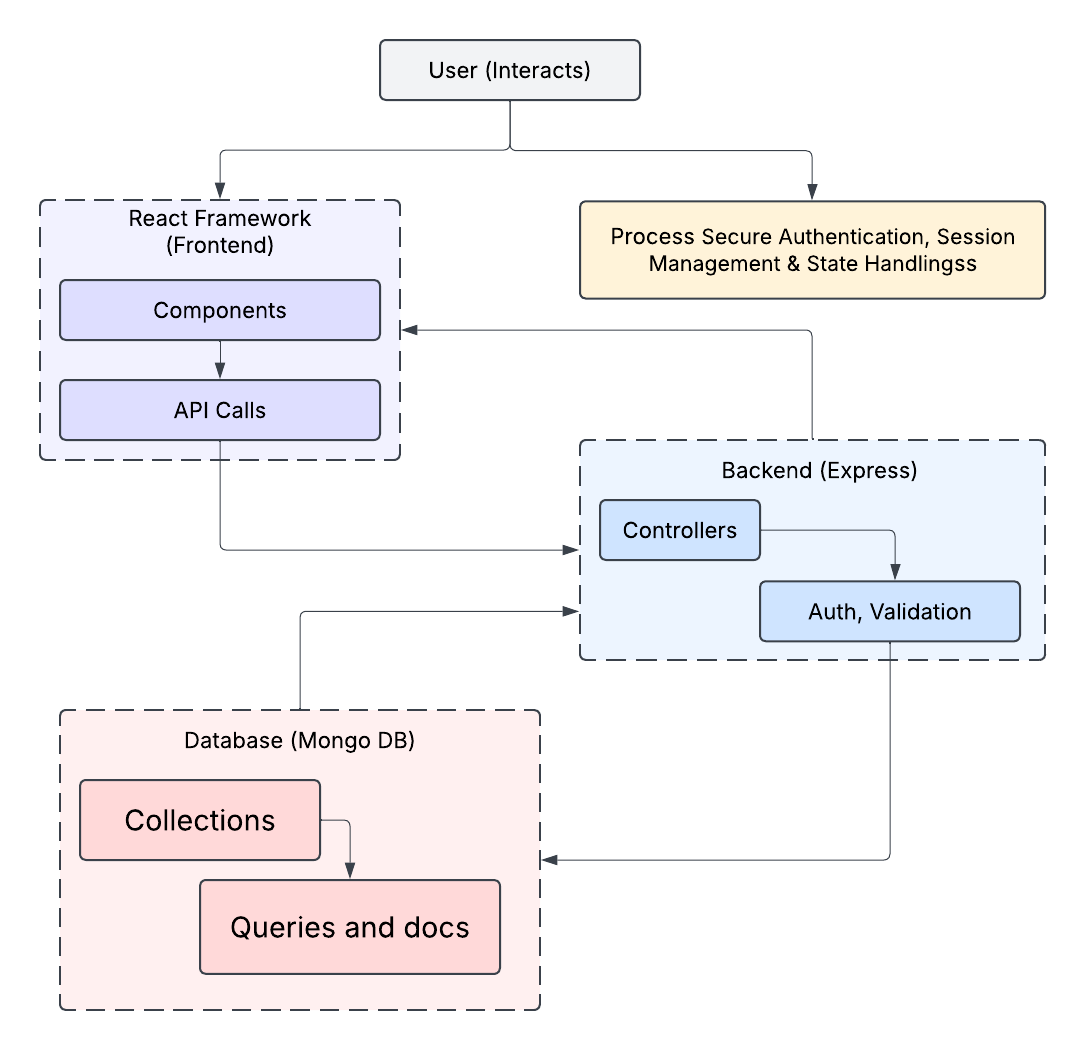 User (Interacts)
React Framework
(Frontend)
Process Secure Authentication, Session
Management & State Handlingss
Components
API Calls
Backend (Express)
Controllers
Auth, Validation
Database (Mongo DB)
Collections
Queries and docs